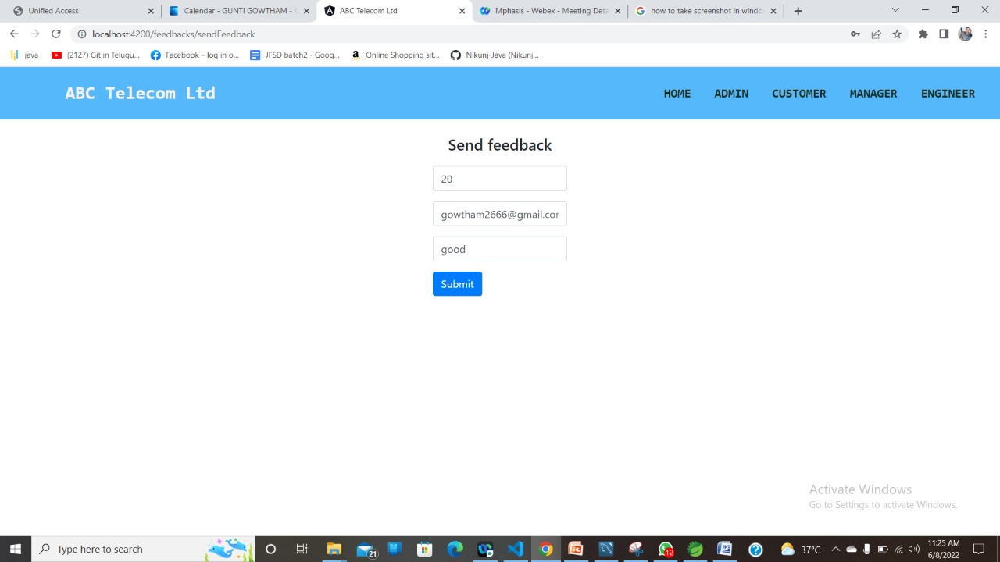 Unified Access
Calendar - GUNTI GOWTHAM -
ABC Telecom Ltd
Mphasis - Webex - Meeting Deta
how to take screenshot in windo
localhost:4200/feedbacks/sendFeedback
java
(2127) Git in Telugu...
Facebook – log in o...
JFSD batch2 - Goog...
Online Shopping sit...
Nikunj-Java (Nikunj...
ABC Telecom Ltd
HOME
ADMIN
CUSTOMER
MANAGER
ENGINEER
Send feedback
20
gowtham2666@gmail.cor
good
Submit
Activate Windows
Go to Settings to activate Windows.
Type here to search
21
12
37°C
11:25 AM
6/8/2022